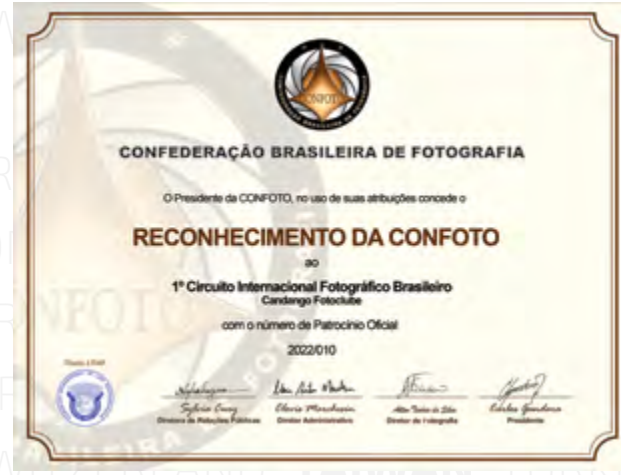 CONFOTO
CONFEDERAÇÃO BRASILEIRA DE FOTOGRAFIA
O Presidente da CONFOTO, no uso de suas atribuições concede o
RECONHECIMENTO DA CONFOTO
ao
1º Circuito Internacional Fotográfico Brasileiro
Candango Fotoclube
com o número de Patrocínio Oficial
2022/010
Diretora de Relações Públicas
Diretor Administrativo
Diretor de Fotografia
Presidente